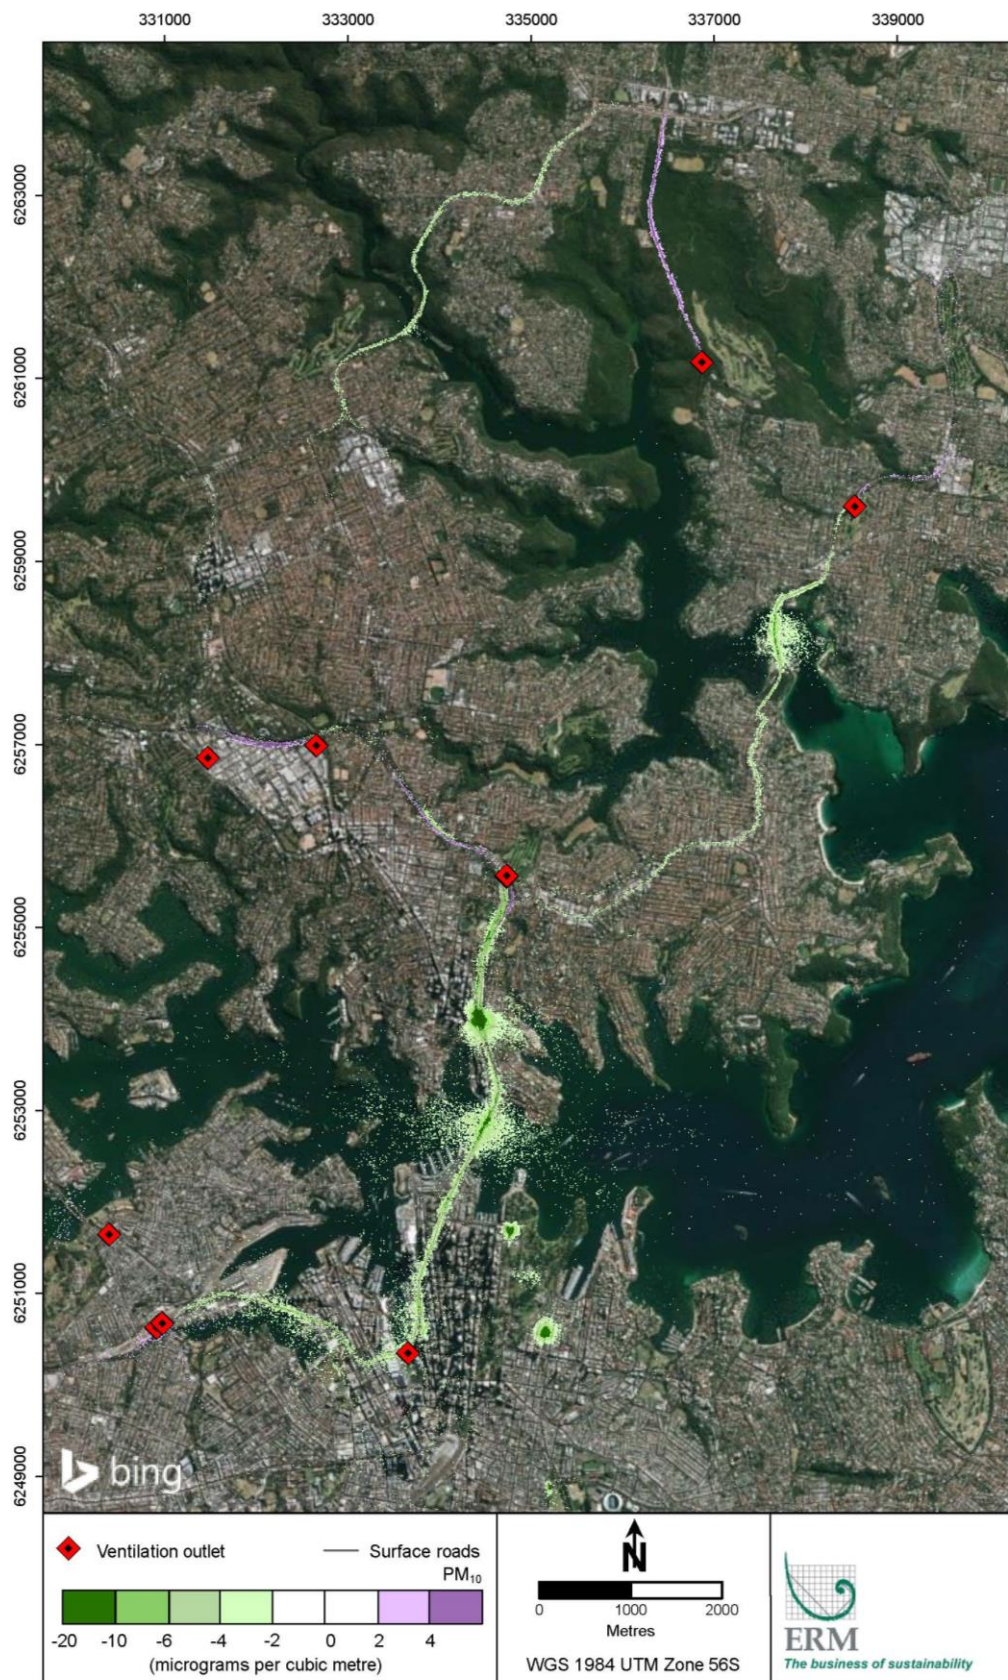 331000 333000 335000 337000 339000
6263000
6261000
6259000
6257000
6255000
6253000
6251000
6249000
bing
Ventilation outlet
Surface roads
PM10
-20 -10 -6 -4 -2 0 2 4
(micrograms per cubic metre)
N
0 1000 2000
Metres
WGS 1984 UTM Zone 56S
ERM
The business of sustainability